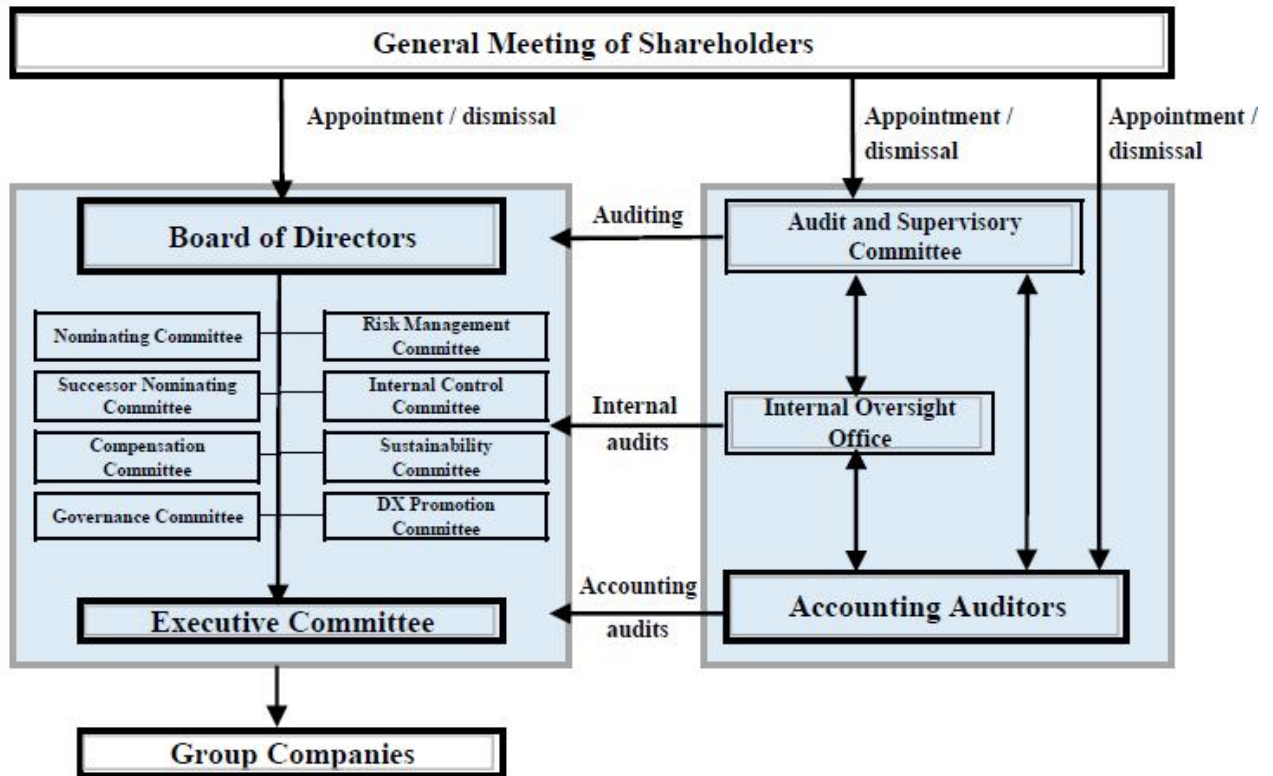 General Meeting of Shareholders
Appointment / dismissal
Appointment /
dismissal
Appointment /
dismissal
Board of Directors
Auditing
Audit and Supervisory
Committee
Nominating Committee
Risk Management
Committee
Successor Nominating
Committee
Internal Control
Committee
Compensation
Committee
Sustainability
Committee
Governance Committee
DX Promotion
Committee
Internal
audits
Internal Oversight
Office
Executive Committee
Accounting
audits
Accounting Auditors
Group Companies